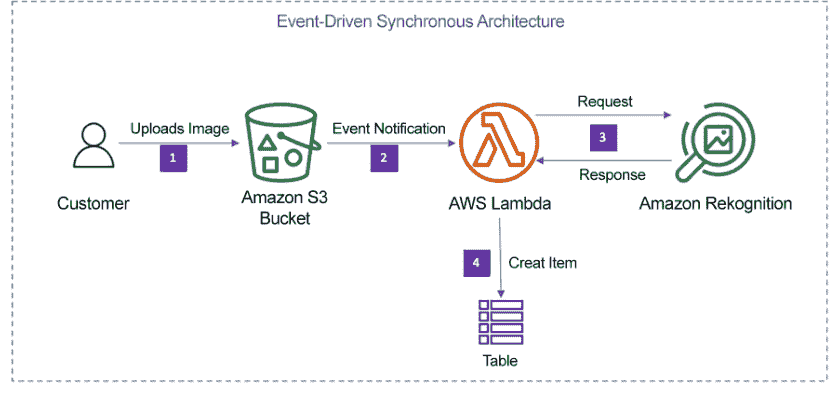 Event-Driven Synchronous Architecture
Uploads Image
1
Event Notification
2
Request
3
Response
Customer
Amazon S3
Bucket
AWS Lambda
Amazon Rekognition
4
Creat Item
Table